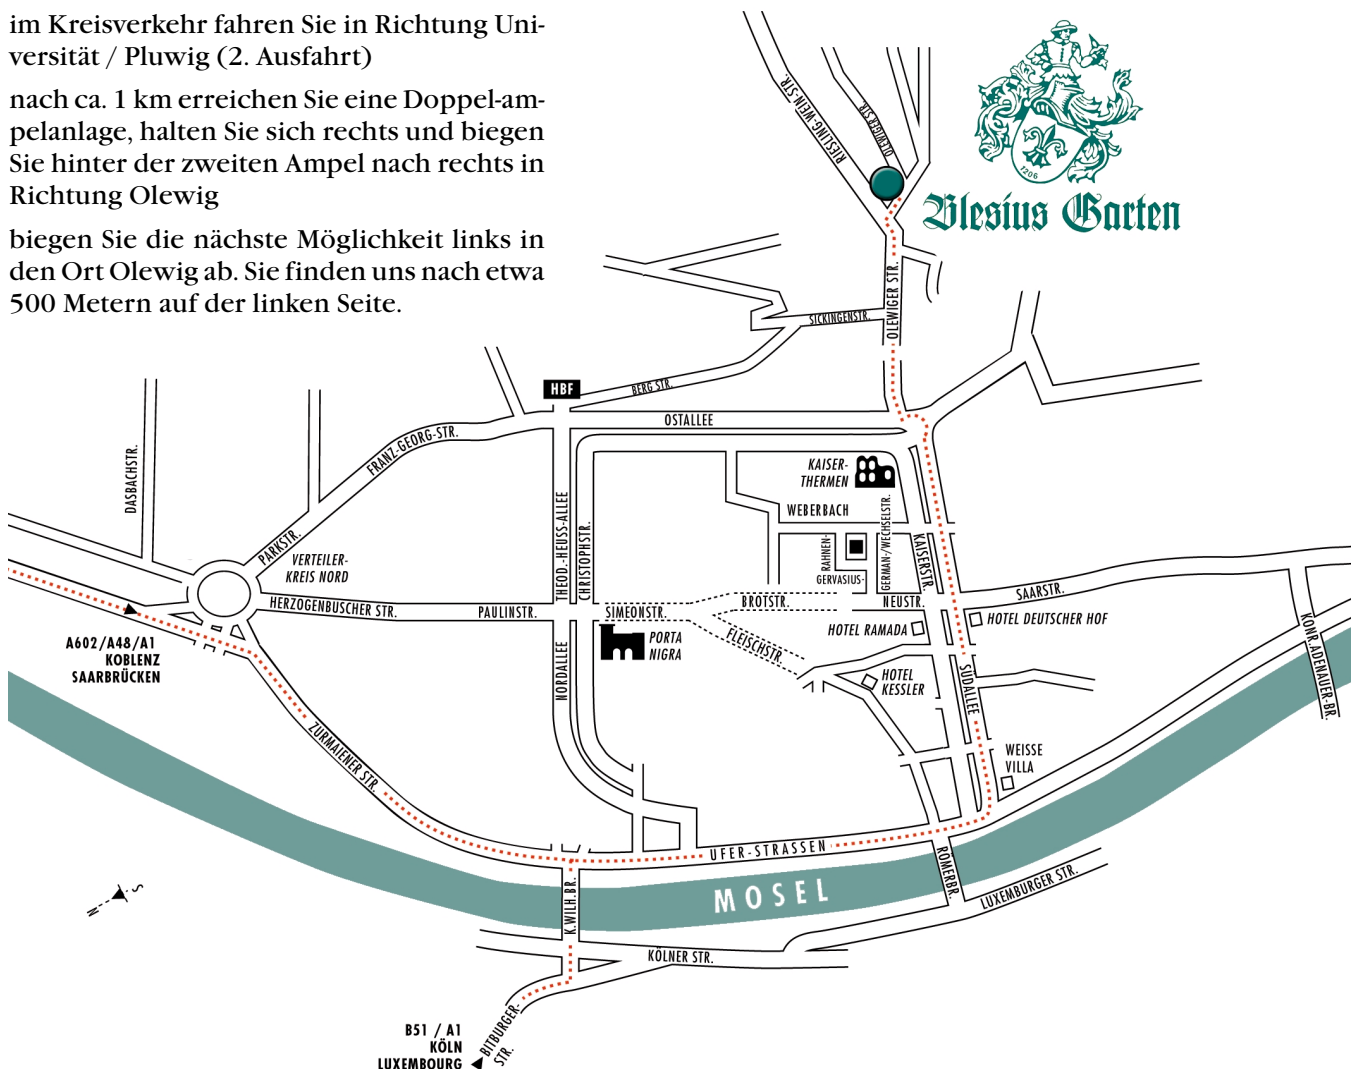 im Kreisverkehr fahren Sie in Richtung Uni-
versität / Pluwig (2. Ausfahrt)
nach ca. 1 km erreichen Sie eine Doppel-am-
pelanlage, halten Sie sich rechts und biegen
Sie hinter der zweiten Ampel nach rechts in
Richtung Olewig
biegen Sie die nächste Möglichkeit links in
den Ort Olewig ab. Sie finden uns nach etwa
500 Metern auf der linken Seite.
1206
Blesius Garten
RIESLING-WEIN-STR.
OLEWIGER STR.
OLEWIGER STR.
SICKINGENSTR.
HBF
BERG STR.
OSTALLEE
FRANZ-GEORG-STR.
DASBACHSTR.
PARKSTR.
VERTEILER-
KREIS NORD
KAISER-
THERMEN
WEBERBACH
THEOD.-HEUSS-ALLEE
CHRISTOPHSTR.
RAHNEN-
GERVASIUS-
GERMAN-/WECHSELSTR.
KAISERSTR.
HERZOGENBUSCHER STR.
PAULINSTR.
SIMEONSTR.
BROTSTR.
NEUSTR.
SAARSTR.
FLEISCHSTR.
HOTEL RAMADA
HOTEL DEUTSCHER HOF
PORTA
NIGRA
A602/A48/A1
KOBLENZ
SAARBRÜCKEN
NORDALLEE
HOTEL
KESSLER
SÜDALLEE
KONR.ADENAUER-BR.
ZURMAIENER STR.
WEISSE
VILLA
UFER-STRASSEN
MOSEL
RÖMERBR.
K.WILH.BR.
LUXEMBURGER STR.
KÖLNER STR.
S
N
BITBURGER-
STR.
B51 / A1
KÖLN
LUXEMBOURG